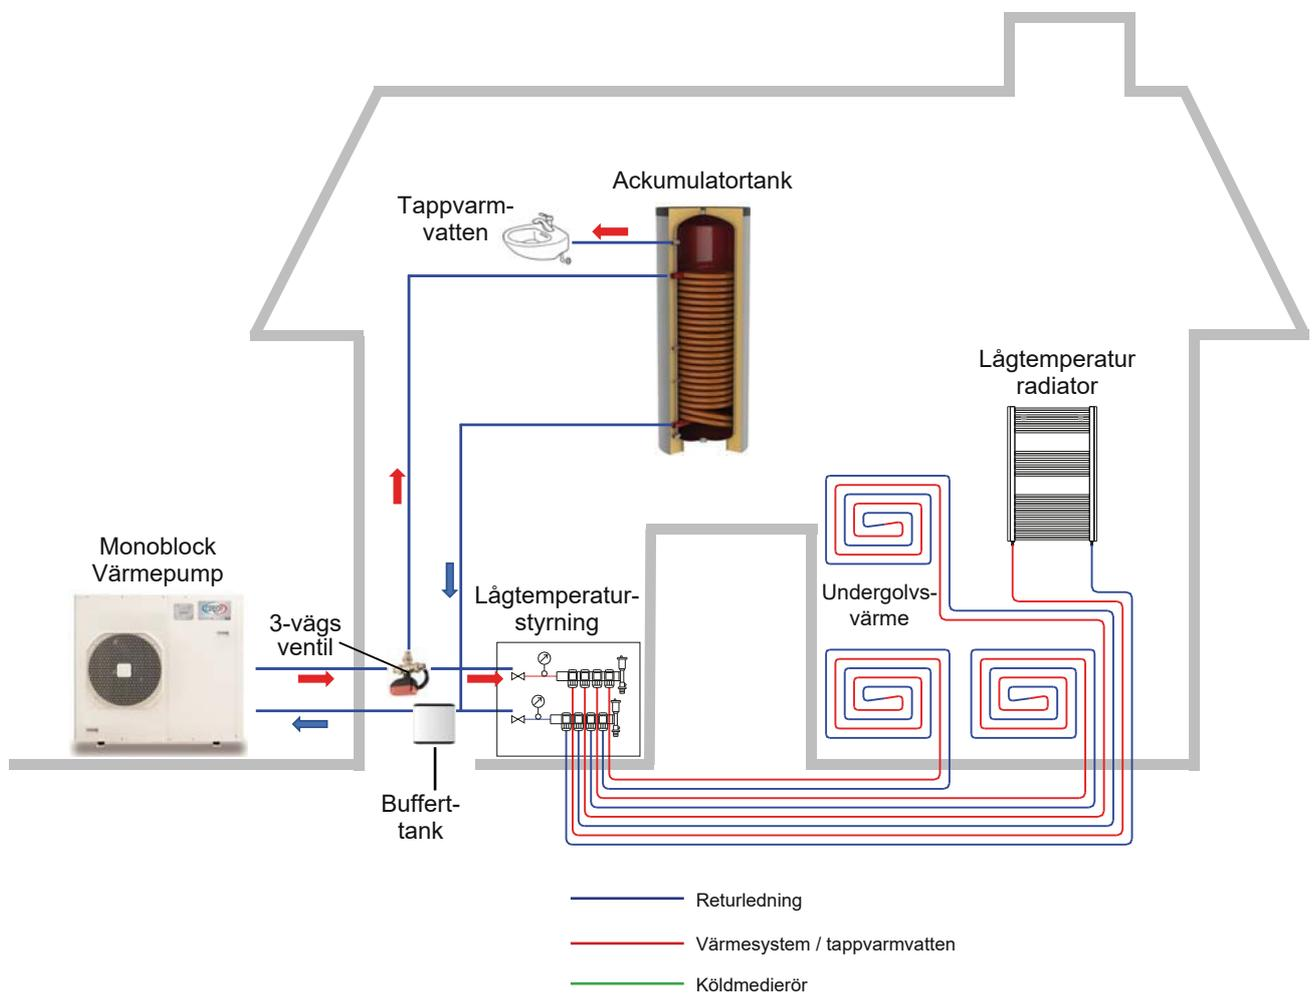 Ackumulatortank
Tappvarm-
vatten
Lågtemperatur
radiator
Monoblock
Värmepump
3-vägs
ventil
Lågtemperatur-
styrning
Undergolvs-
värme
Buffert-
tank
Returledning
Värmesystem / tappvarmvatten
Köldmedierör